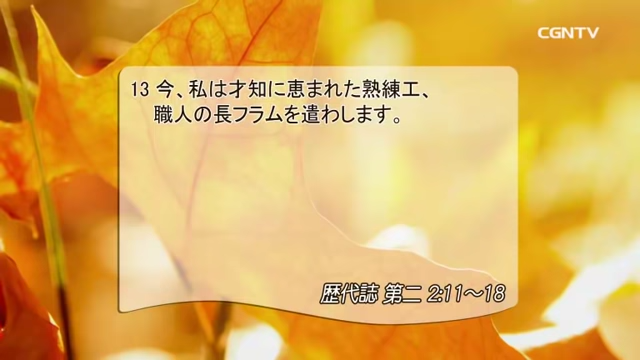 CGNTV
13 今、私は才知に恵まれた熟練工、
職人の長フラムを遣わします。
歴代誌 第二 2:11～18